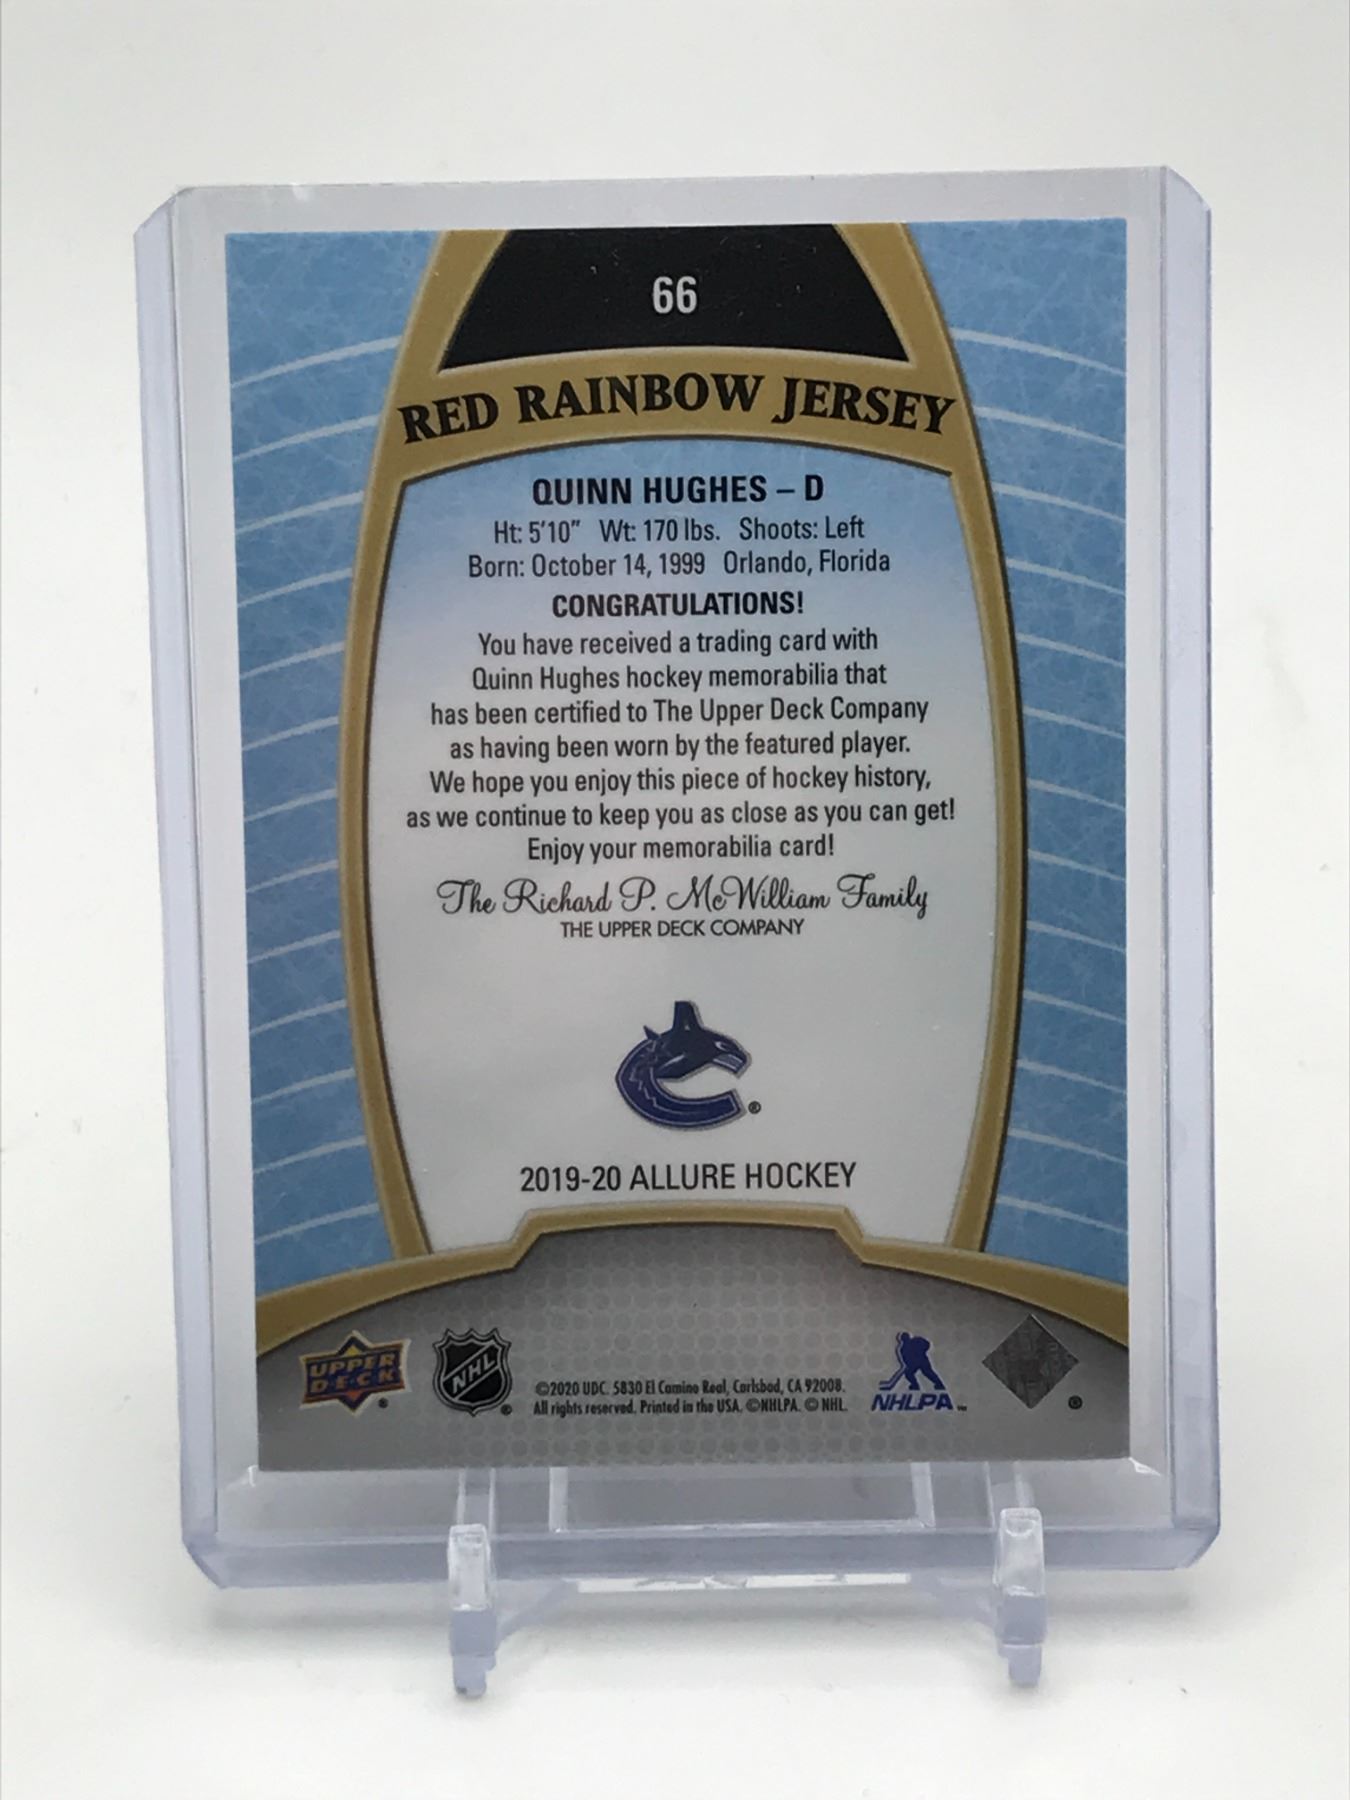 66
RED RAINBOW JERSEY
QUINN HUGHES – D
Ht: 5'10" Wt: 170 lbs. Shoots: Left
Born: October 14, 1999 Orlando, Florida
CONGRATULATIONS!
You have received a trading card with
Quinn Hughes hockey memorabilia that
has been certified to The Upper Deck Company
as having been worn by the featured player.
We hope you enjoy this piece of hockey history,
as we continue to keep you as close as you can get!
Enjoy your memorabilia card!
The Richard P. McWilliam Family
THE UPPER DECK COMPANY
®
2019-20 ALLURE HOCKEY
UPPER
D·E·C·K
®
NHL
®
©2020 UDC. 5830 El Camino Real, Carlsbad, CA 92008.
All rights reserved. Printed in the USA. ©NHLPA. © NHL.
NHLPA™
®